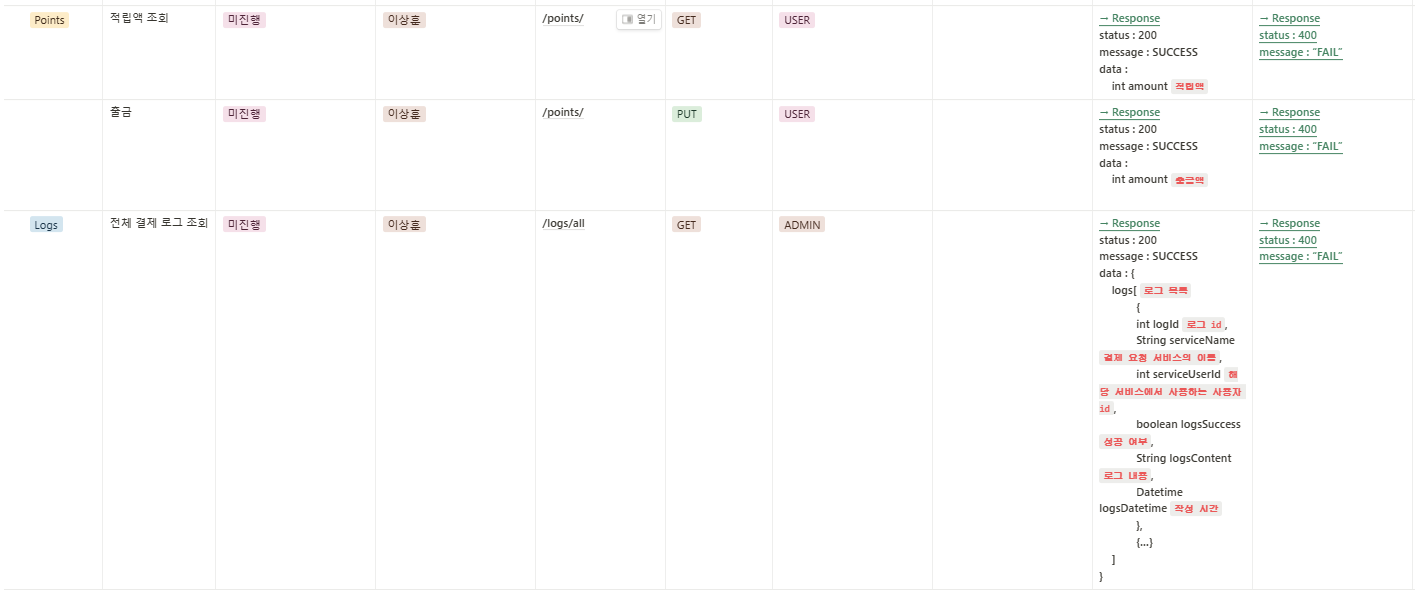 Points
적립액 조회
미진행
이상훈
/points/
열기
GET
USER
→ Response
status : 200
message : SUCCESS
data :
int amount 적립액
→ Response
status : 400
message : “FAIL”
출금
미진행
이상훈
/points/
PUT
USER
→ Response
status : 200
message : SUCCESS
data :
int amount 출금액
→ Response
status : 400
message : “FAIL”
Logs
전체 결제 로그 조회
미진행
이상훈
/logs/all
GET
ADMIN
→ Response
status : 200
message : SUCCESS
data : {
logs[ 로그 목록
{
int logId 로그 id,
String serviceName
결제 요청 서비스의 이름,
int serviceUserId 해
당 서비스에서 사용하는 사용자
id,
boolean logsSuccess
성공 여부,
String logsContent
로그 내용,
Datetime
logsDatetime 작성 시간
},
{...}
]
}
→ Response
status : 400
message : “FAIL”